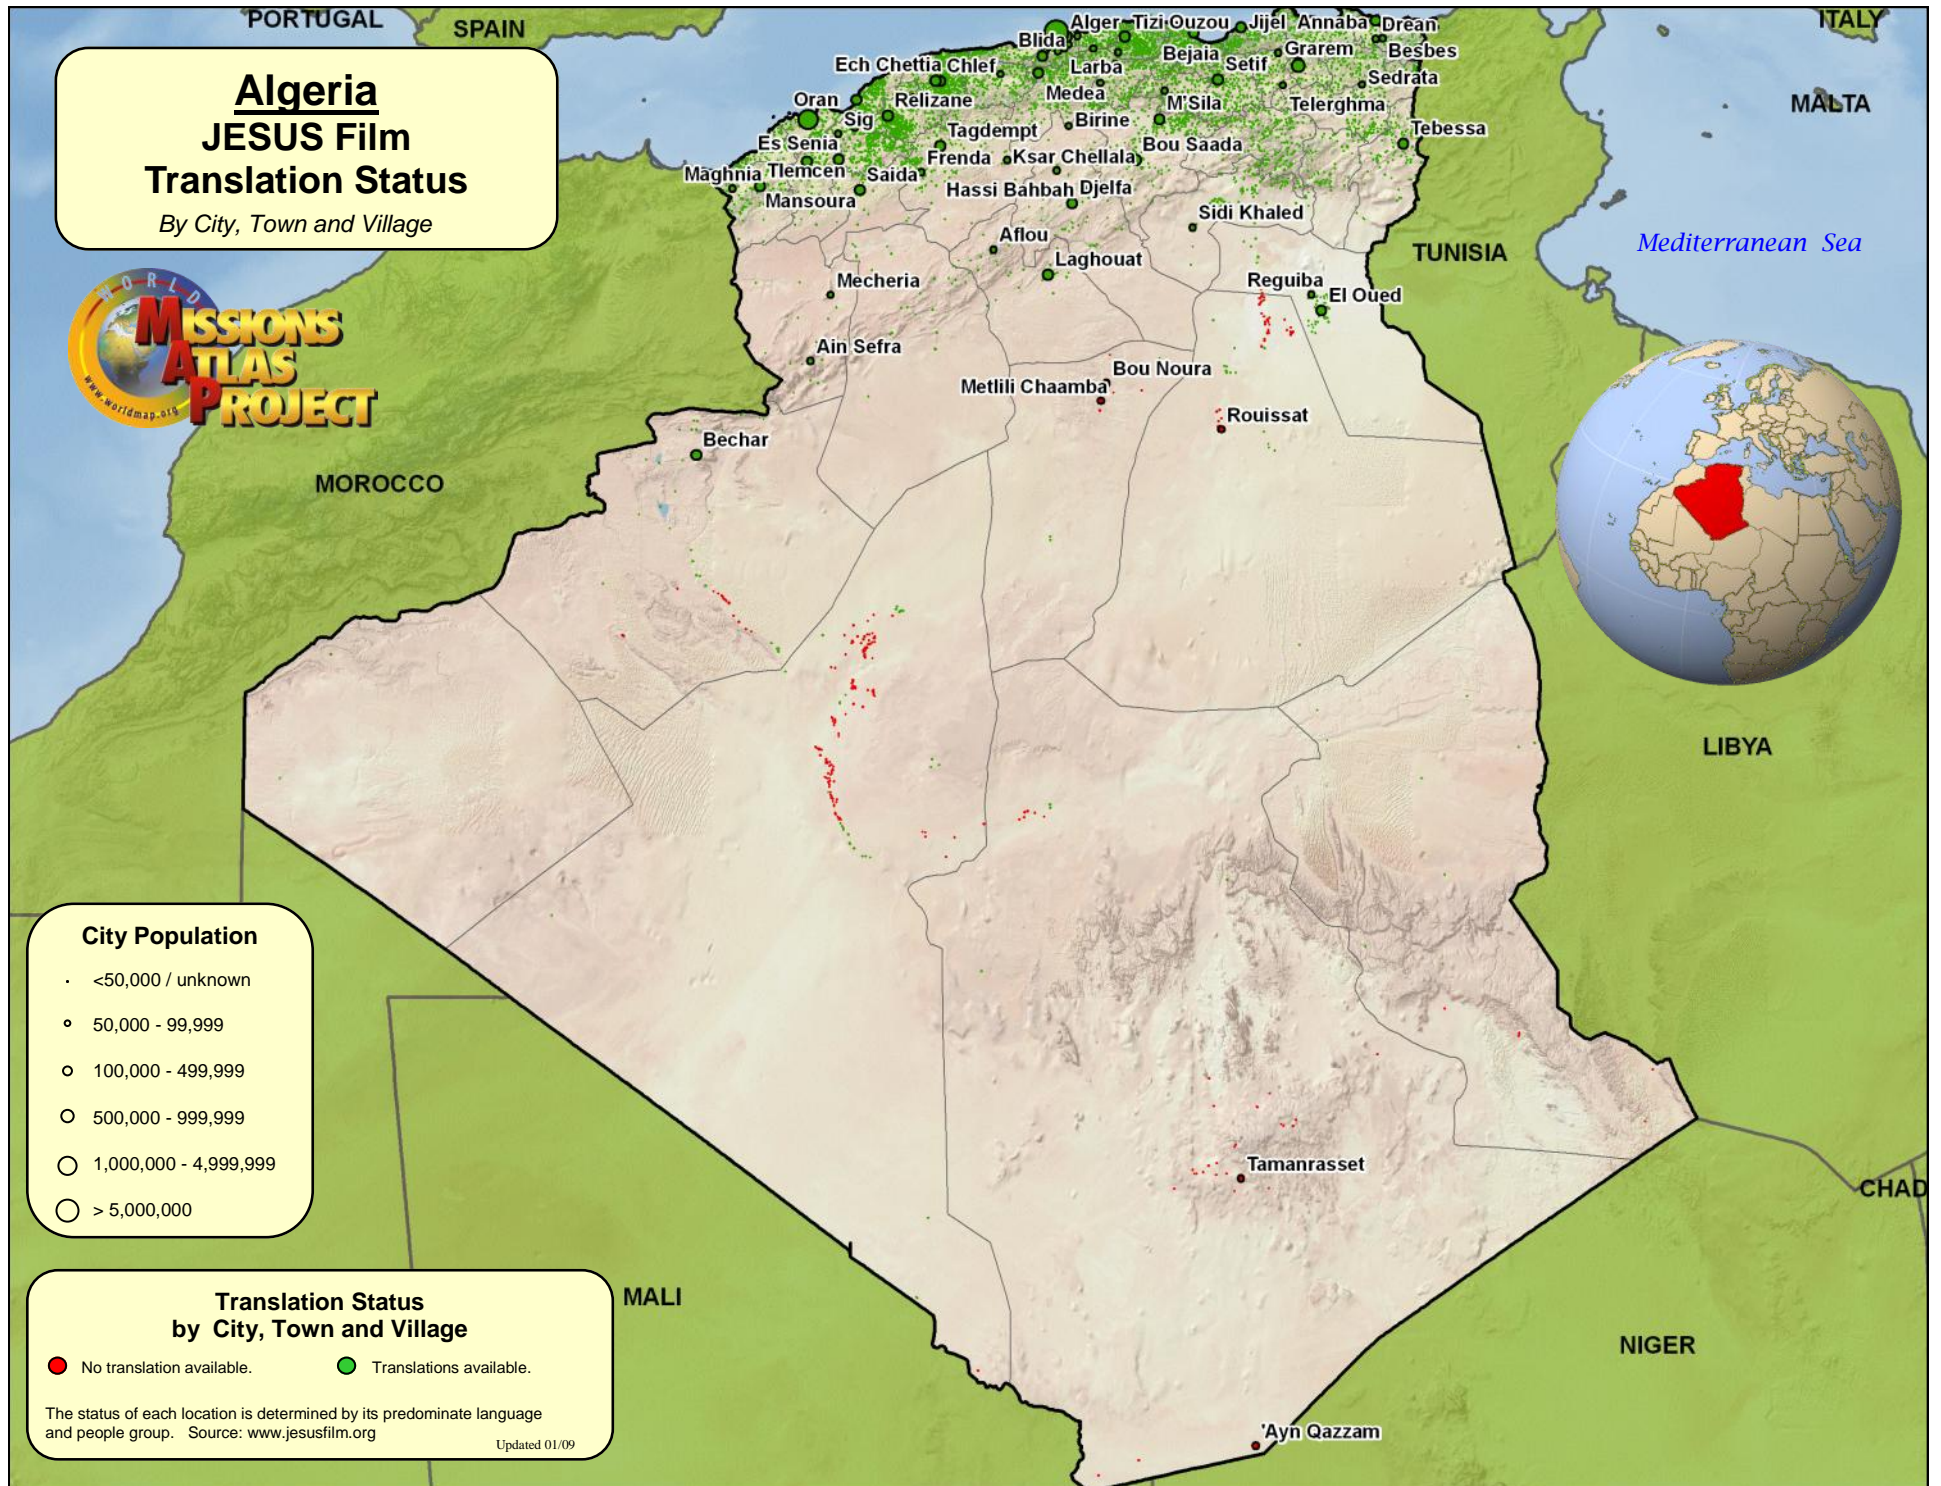 PORTUGAL
SPAIN
ITALY
Algeria
JESUS Film
Translation Status
By City, Town and Village
WORLD
MISSIONS
ATLAS
PROJECT
www.worldmap.org
Alger
Tizi Ouzou
Jijel
Annaba
Drean
Blida
Bejaia
Grarem
Besbes
Ech Chettia
Chlef
Larba
Setif
Sedrata
Oran
Relizane
Medea
M'Sila
Telerghma
MALTA
Sig
Tagdempt
Birine
Tebessa
Es Senia
Frenda
Ksar Chellala
Bou Saada
Maghnia
Tlemcen
Saida
Mansoura
Hassi Bahbah
Djelfa
Sidi Khaled
Aflou
Laghouat
TUNISIA
Mediterranean Sea
Mecheria
Reguiba
El Oued
Ain Sefra
Bou Noura
Metlili Chaamba
Rouissat
Bechar
MOROCCO
LIBYA
City Population
<50,000 / unknown
50,000 - 99,999
100,000 - 499,999
500,000 - 999,999
1,000,000 - 4,999,999
> 5,000,000
Tamanrasset
CHAD
MALI
NIGER
'Ayn Qazzam
Translation Status
by City, Town and Village
No translation available.
Translations available.
The status of each location is determined by its predominate language
and people group. Source: www.jesusfilm.org
Updated 01/09